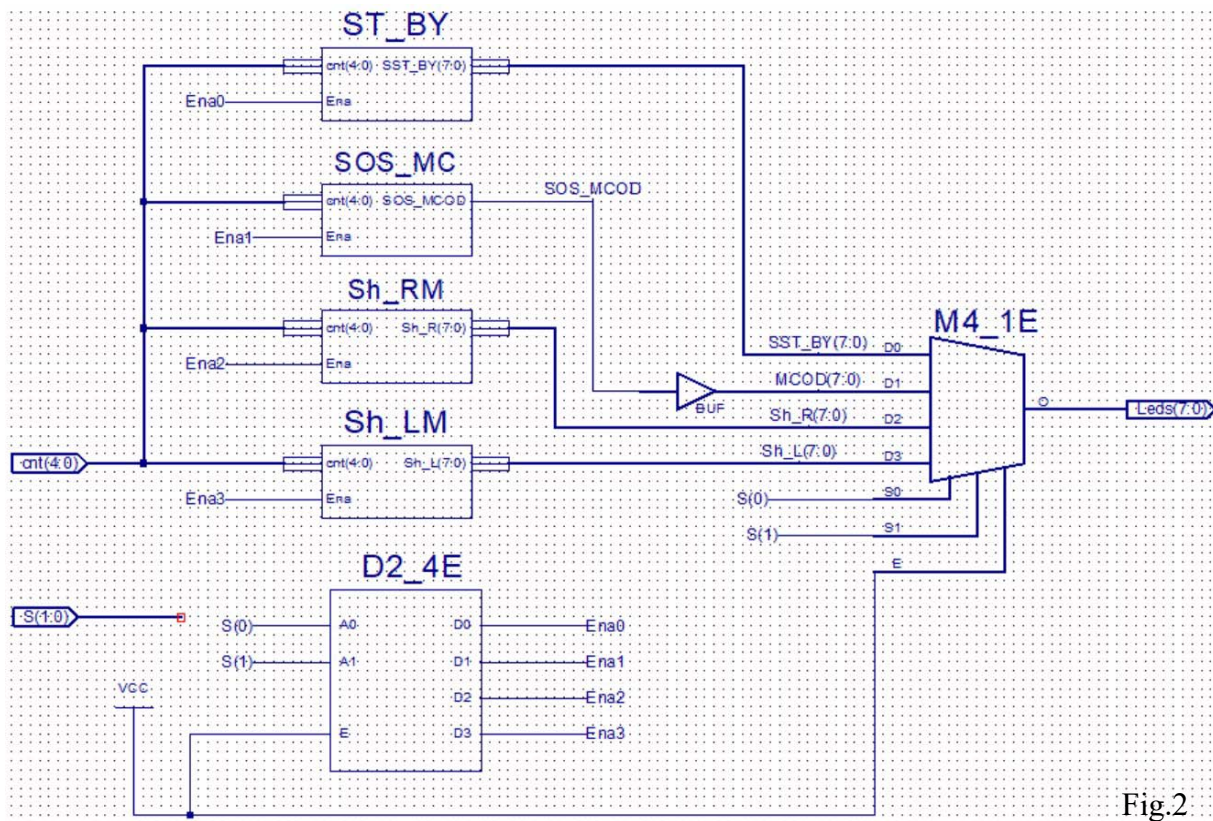 ST_BY
cnt(4:0) SST_BY(7:0)
Ena0 Ena
SOS_MC
SOS_MCOD
cnt(4:0) SOS_MCOD
Ena1 Ena
Sh_RM
cnt(4:0) Sh_R(7:0)
Ena2 Ena
M4_1E
SST_BY(7:0) D0
MCOD(7:0) D1
BUF
Sh_R(7:0) D2
O Leds(7:0)
Sh_LM
cnt(4:0) cnt(4:0) Sh_L(7:0)
Sh_L(7:0) D3
Ena3 Ena
S(0) S0
S(1) S1
E
D2_4E
S(1:0)
S(0) A0 D0 Ena0
S(1) A1 D1 Ena1
D2 Ena2
E D3 Ena3
VCC
Fig.2